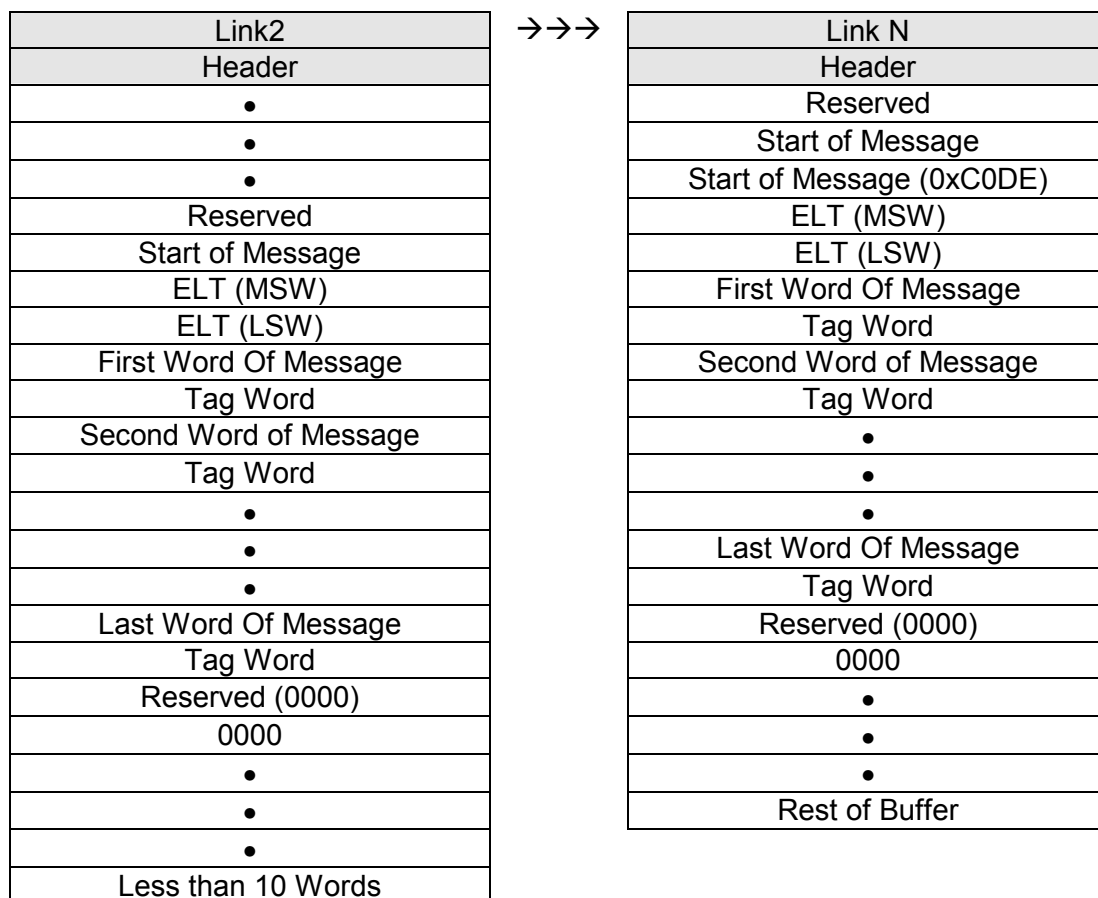 Link2
Header
•
•
•
Reserved
Start of Message
ELT (MSW)
ELT (LSW)
First Word Of Message
Tag Word
Second Word of Message
Tag Word
•
•
•
Last Word Of Message
Tag Word
Reserved (0000)
0000
•
•
•
Less than 10 Words
→→→
Link N
Header
Reserved
Start of Message
Start of Message (0xC0DE)
ELT (MSW)
ELT (LSW)
First Word Of Message
Tag Word
Second Word of Message
Tag Word
•
•
•
Last Word Of Message
Tag Word
Reserved (0000)
0000
•
•
•
Rest of Buffer